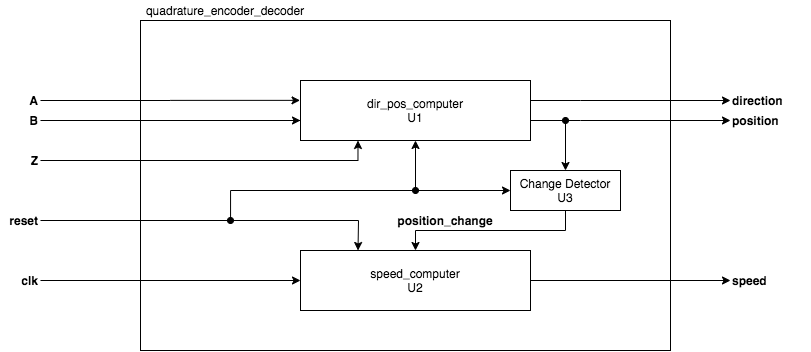 quadrature_encoder_decoder
A
dir_pos_computer
U1
direction
B
position
Z
Change Detector
U3
reset
position_change
clk
speed_computer
U2
speed